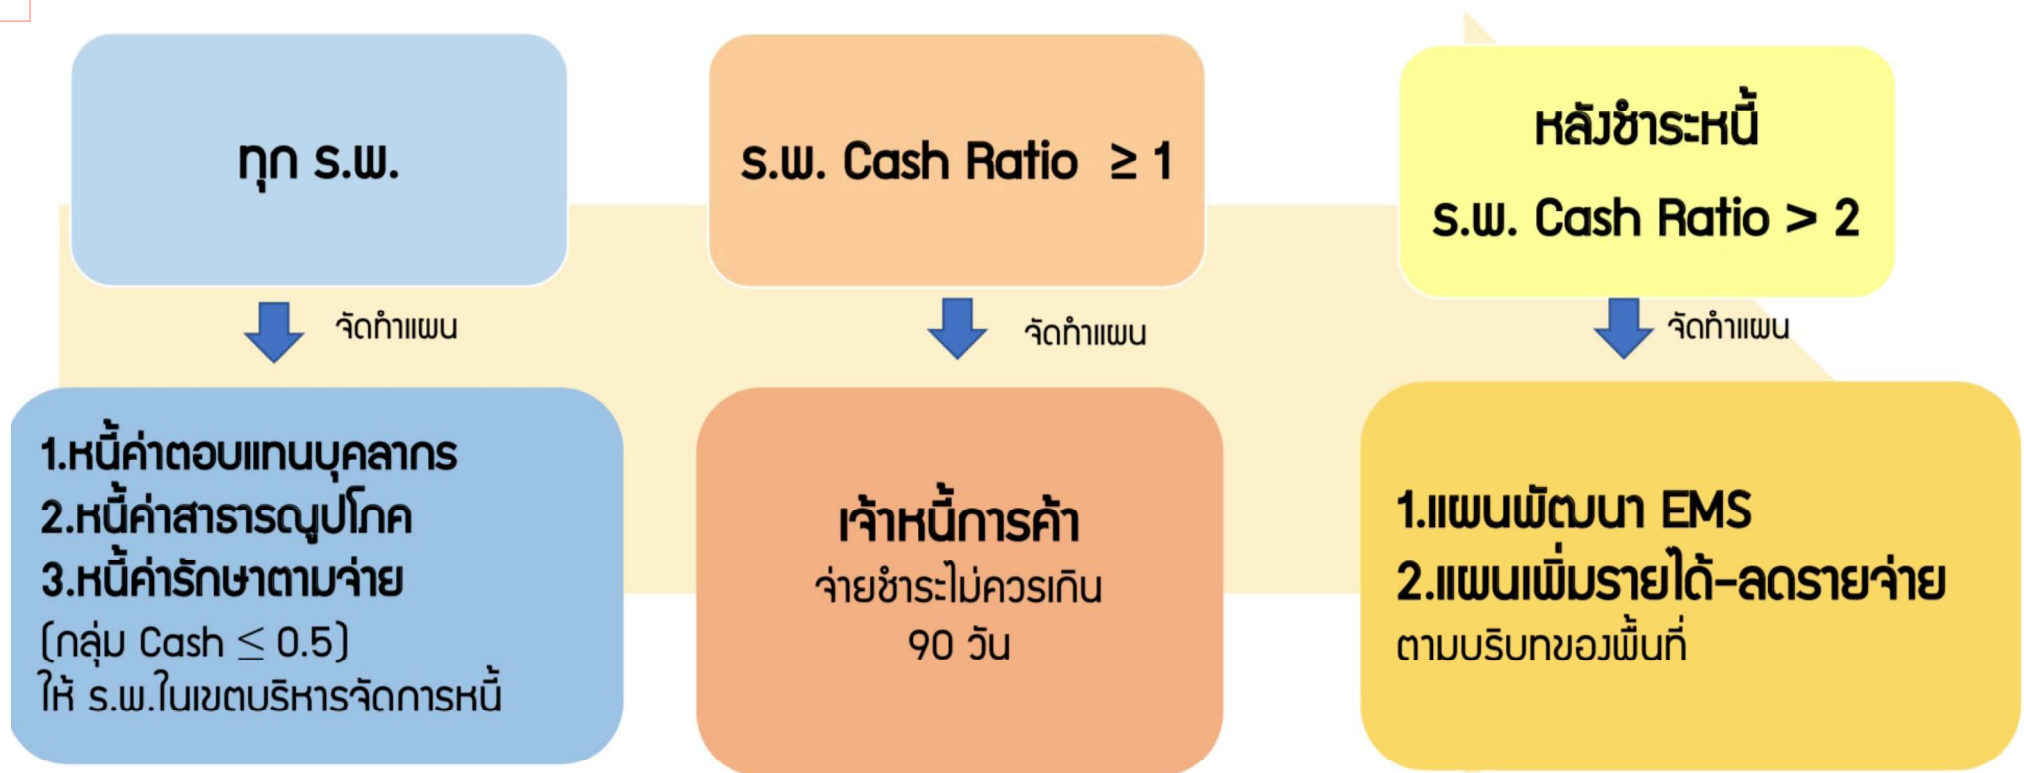 ทุก ร.พ.
ร.พ. Cash Ratio ≥ 1
หลังชำระหนี้
ร.พ. Cash Ratio > 2
จัดทำแผน
จัดทำแผน
จัดทำแผน
1.หนี้ค่าตอบแทนบุคลากร
2.หนี้ค่าสาธารณูปโภค
3.หนี้ค่ารักษาตามจ่าย
(กลุ่ม Cash ≤ 0.5)
ให้ ร.พ.ในเขตบริหารจัดการหนี้
เจ้าหนี้การค้า
จ่ายชำระไม่ควรเกิน
90 วัน
1.แผนพัฒนา EMS
2.แผนเพิ่มรายได้-ลดรายจ่าย
ตามบริบทของพื้นที่